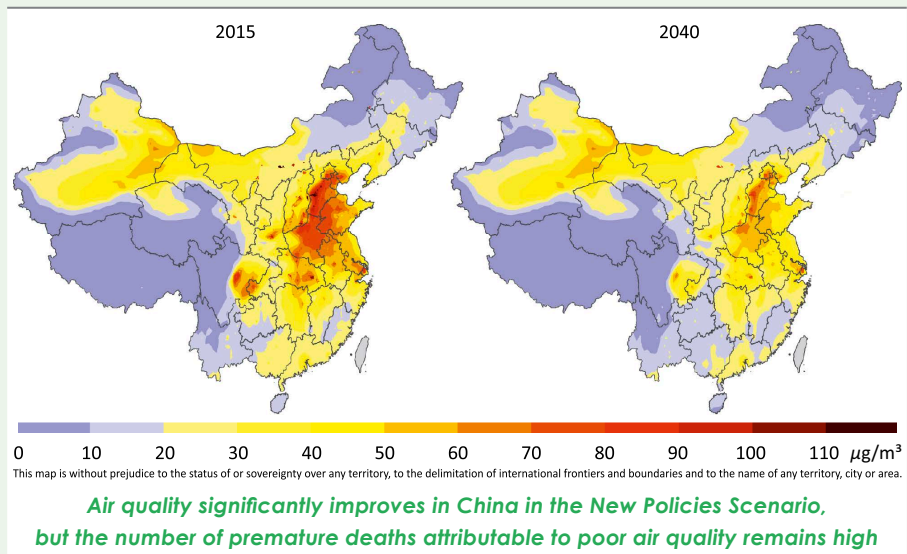 2015 2040
0 10 20 30 40 50 60 70 80 90 100 110 µg/m³
This map is without prejudice to the status of or sovereignty over any territory, to the delimitation of international frontiers and boundaries and to the name of any territory, city or area.
Air quality significantly improves in China in the New Policies Scenario,
but the number of premature deaths attributable to poor air quality remains high